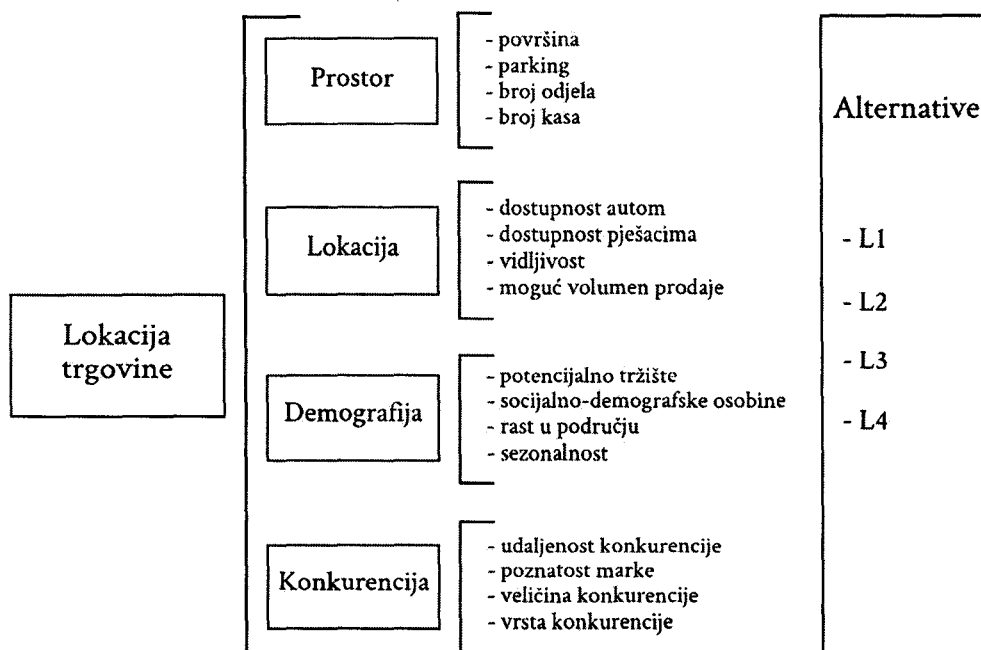 Lokacija
trgovine
Prostor
- površina
- parking
- broj odjela
- broj kasa
Lokacija
- dostupnost autom
- dostupnost pješacima
- vidljivost
- moguć volumen prodaje
Demografija
- potencijalno tržište
- socijalno-demografske osobine
- rast u području
- sezonalnost
Konkurencija
- udaljenost konkurencije
- poznatost marke
- veličina konkurencije
- vrsta konkurencije
Alternative
- L1
- L2
- L3
- L4